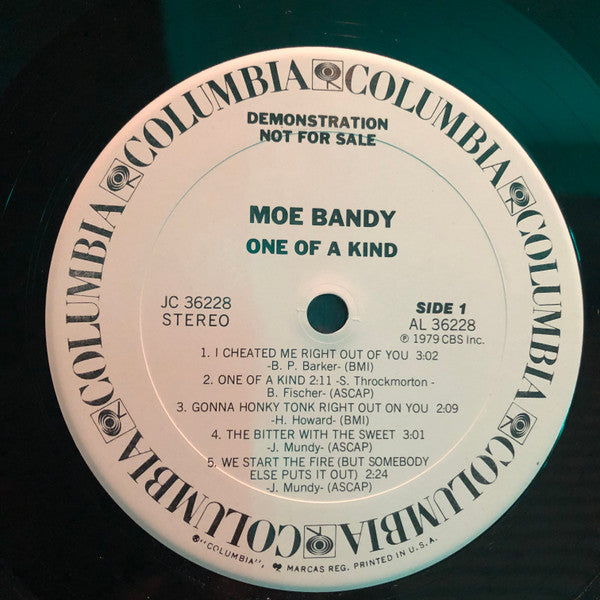 COLUMBIA COLUMBIA COLUMBIA COLUMBIA COLUMBIA COLUMBIA COLUMBIA COLUMBIA
DEMONSTRATION
NOT FOR SALE
MOE BANDY
ONE OF A KIND
JC 36228
STEREO
SIDE 1
AL 36228
℗ 1979 CBS Inc.
1. I CHEATED ME RIGHT OUT OF YOU 3:02
-B. P. Barker- (BMI)
2. ONE OF A KIND 2:11 -S. Throckmorton -
B. Fischer- (ASCAP)
3. GONNA HONKY TONK RIGHT OUT ON YOU 2:09
-H. Howard- (BMI)
4. THE BITTER WITH THE SWEET 3:01
-J. Mundy- (ASCAP)
5. WE START THE FIRE (BUT SOMEBODY
ELSE PUTS IT OUT) 2:24
-J. Mundy- (ASCAP)
"COLUMBIA", MARCAS REG. PRINTED IN U.S.A.